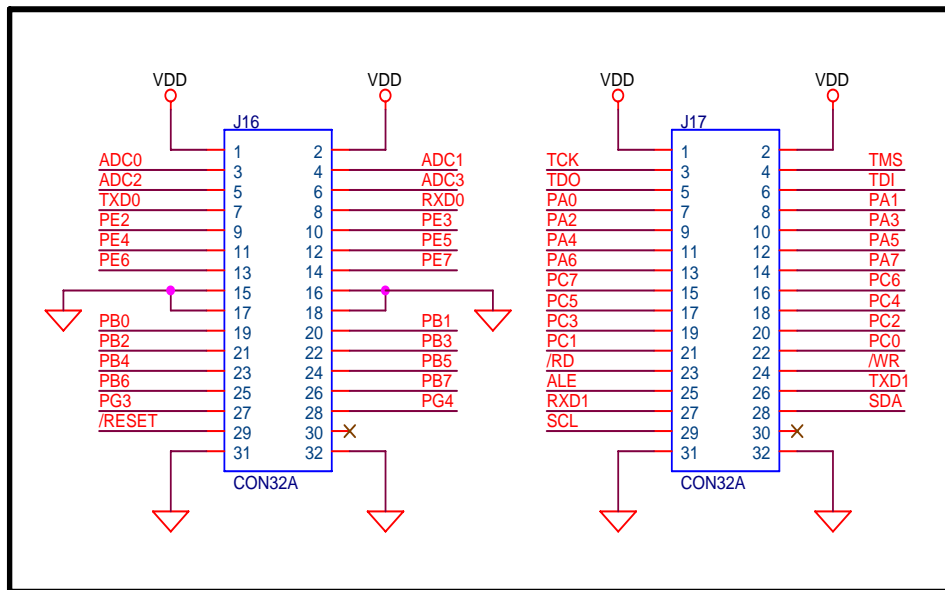 VDD VDD VDD VDD
J16 J17
1 2 1 2
ADC0 3 4 ADC1 TCK 3 4 TMS
ADC2 5 6 ADC3 TDO 5 6 TDI
TXD0 7 8 RXD0 PA0 7 8 PA1
PE2 9 10 PE3 PA2 9 10 PA3
PE4 11 12 PE5 PA4 11 12 PA5
PE6 13 14 PE7 PA6 13 14 PA7
15 16 PC7 15 16 PC6
17 18 PC5 17 18 PC4
PB0 19 20 PB1 PC3 19 20 PC2
PB2 21 22 PB3 PC1 21 22 PC0
PB4 23 24 PB5 /RD 23 24 /WR
PB6 25 26 PB7 ALE 25 26 TXD1
PG3 27 28 PG4 RXD1 27 28 SDA
/RESET 29 30 SCL 29 30
31 32 31 32
CON32A CON32A